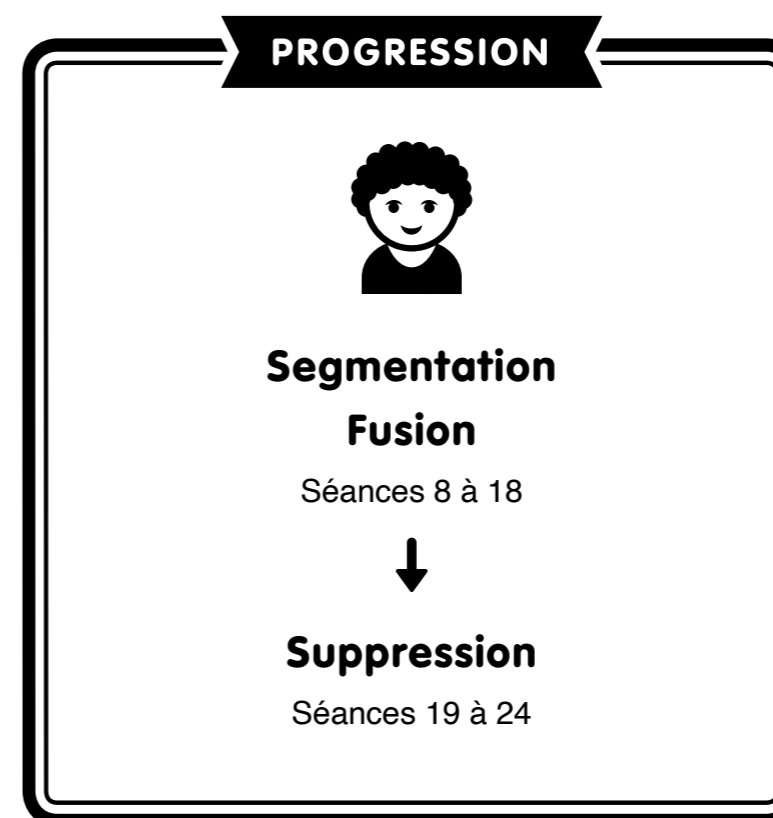 PROGRESSION
Segmentation
Fusion
Séances 8 à 18
Suppression
Séances 19 à 24